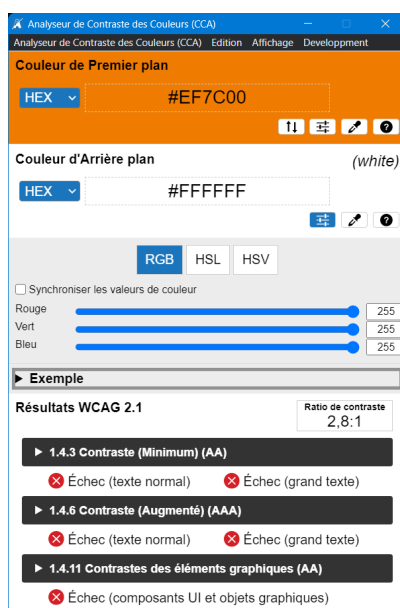 Analyseur de Contraste des Couleurs (CCA)
Analyseur de Contraste des Couleurs (CCA) Edition Affichage Developpment
Couleur de Premier plan
HEX #EF7C00
Couleur d'Arrière plan (white)
HEX #FFFFFF
RGB HSL HSV
Synchroniser les valeurs de couleur
Rouge 255
Vert 255
Bleu 255
Exemple
Résultats WCAG 2.1
Ratio de contraste
2,8:1
1.4.3 Contraste (Minimum) (AA)
Échec (texte normal) Échec (grand texte)
1.4.6 Contraste (Augmenté) (AAA)
Échec (texte normal) Échec (grand texte)
1.4.11 Contrastes des éléments graphiques (AA)
Échec (composants UI et objets graphiques)